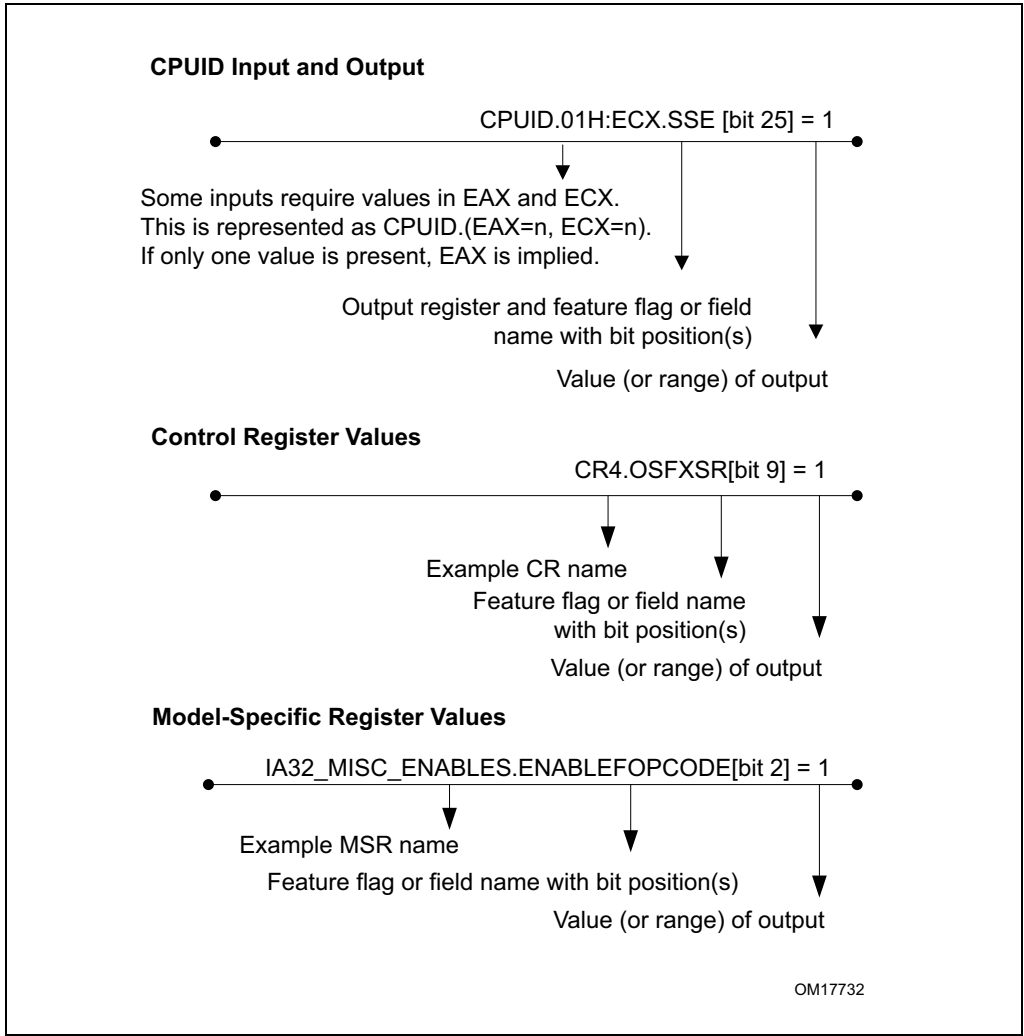 CPUID Input and Output
CPUID.01H:ECX.SSE [bit 25] = 1
Some inputs require values in EAX and ECX.
This is represented as CPUID.(EAX=n, ECX=n).
If only one value is present, EAX is implied.
Output register and feature flag or field
name with bit position(s)
Value (or range) of output
Control Register Values
CR4.OSFXSR[bit 9] = 1
Example CR name
Feature flag or field name
with bit position(s)
Value (or range) of output
Model-Specific Register Values
IA32_MISC_ENABLES.ENABLEFOPCODE[bit 2] = 1
Example MSR name
Feature flag or field name with bit position(s)
Value (or range) of output
OM17732